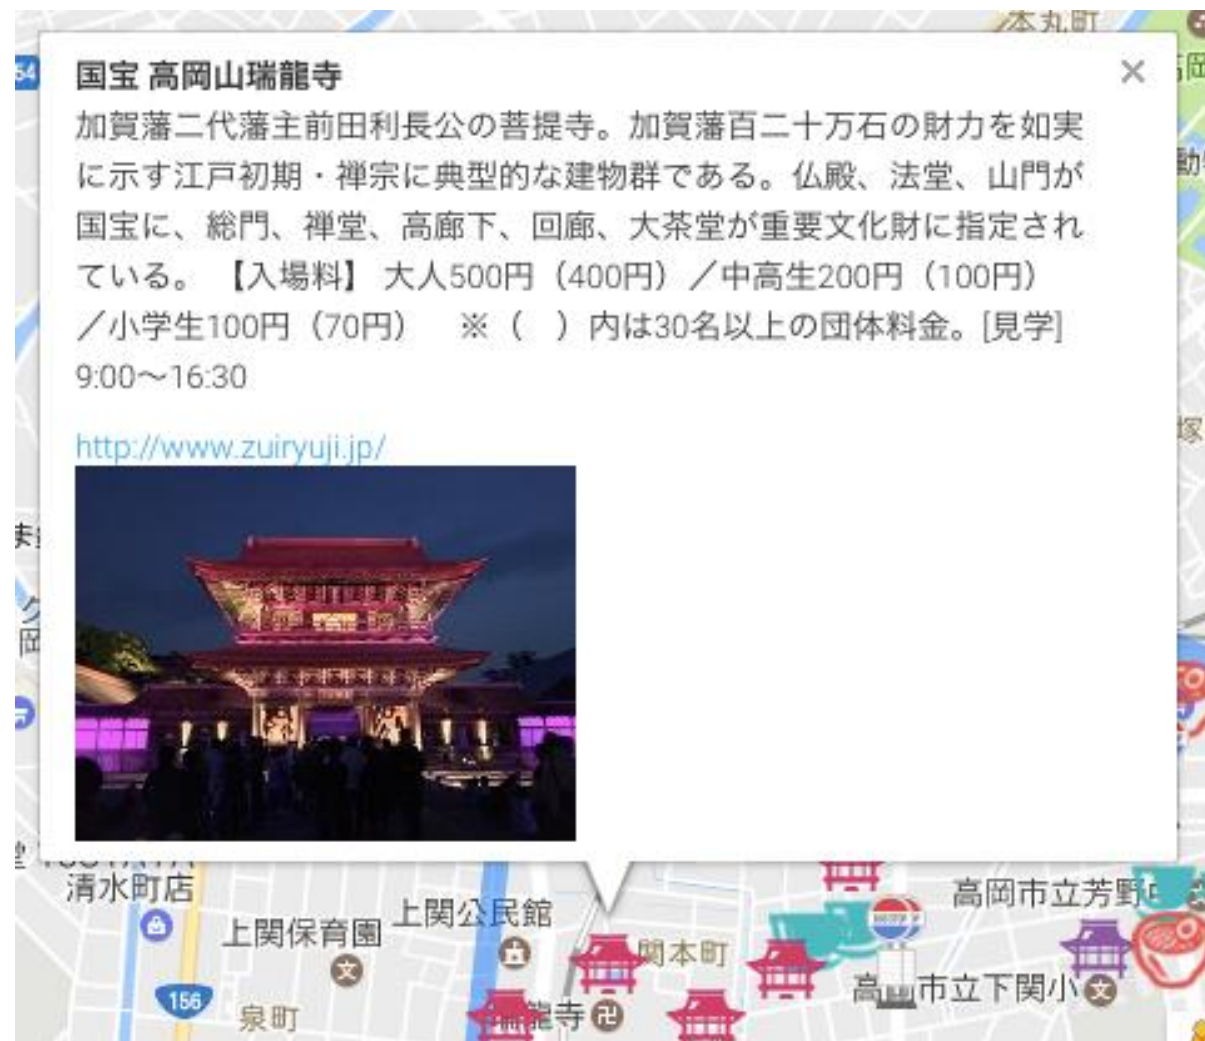 本丸町
国宝 高岡山瑞龍寺
加賀藩二代藩主前田利長公の菩提寺。加賀藩百二十万石の財力を如実
に示す江戸初期・禅宗に典型的な建物群である。仏殿、法堂、山門が
国宝に、総門、禅堂、高廊下、回廊、大茶堂が重要文化財に指定され
ている。 【入場料】 大人500円（400円）／中高生200円（100円）
／小学生100円（70円）　※（　）内は30名以上の団体料金。[見学]
9:00〜16:30
http://www.zuiryuji.jp/
清水町店
上関保育園
上関公民館
関本町
高岡市立芳野中
市立下関小
156
泉町
龍寺